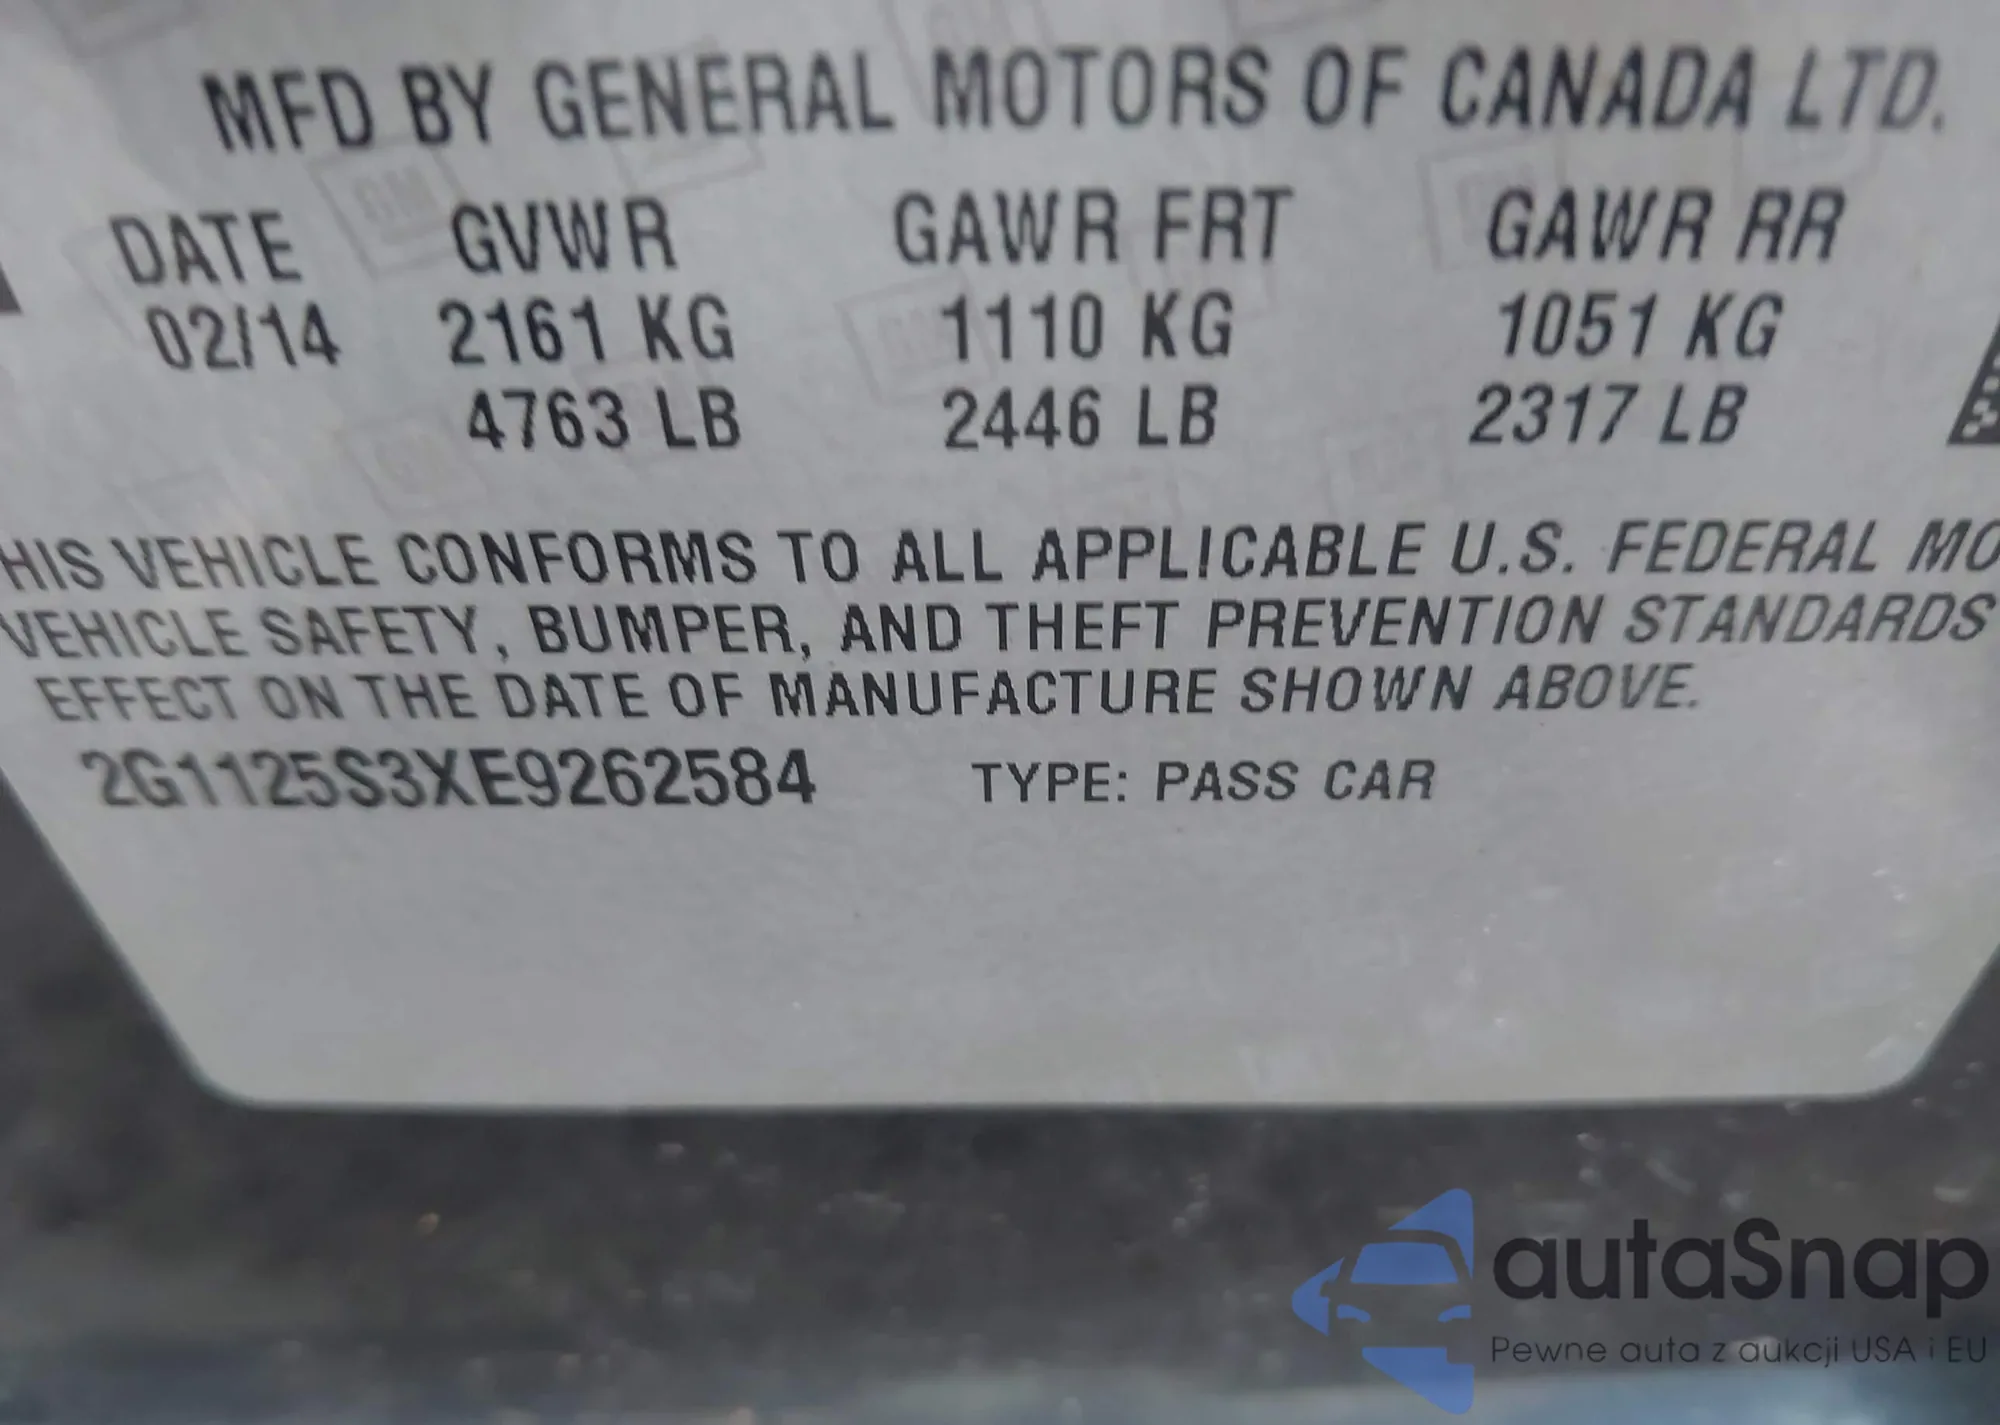 MFD BY GENERAL MOTORS OF CANADA LTD.
DATE GVWR GAWR FRT GAWR RR
02/14 2161 KG 1110 KG 1051 KG
4763 LB 2446 LB 2317 LB
HIS VEHICLE CONFORMS TO ALL APPLICABLE U.S. FEDERAL MO
VEHICLE SAFETY, BUMPER, AND THEFT PREVENTION STANDARDS
EFFECT ON THE DATE OF MANUFACTURE SHOWN ABOVE.
2G1125S3XE9262584 TYPE: PASS CAR
autaSnap
Pewne auta z aukcji USA i EU